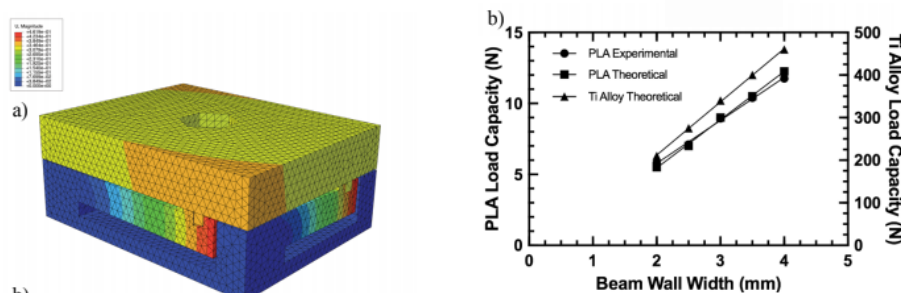 U, Magnitude
a)
b)
b)
PLA Experimental
PLA Theoretical
Ti Alloy Theoretical
PLA Load Capacity (N)
15
10
5
0
500
400
300
200
100
0
Ti Alloy Load Capacity (N)
0 1 2 3 4 5
Beam Wall Width (mm)